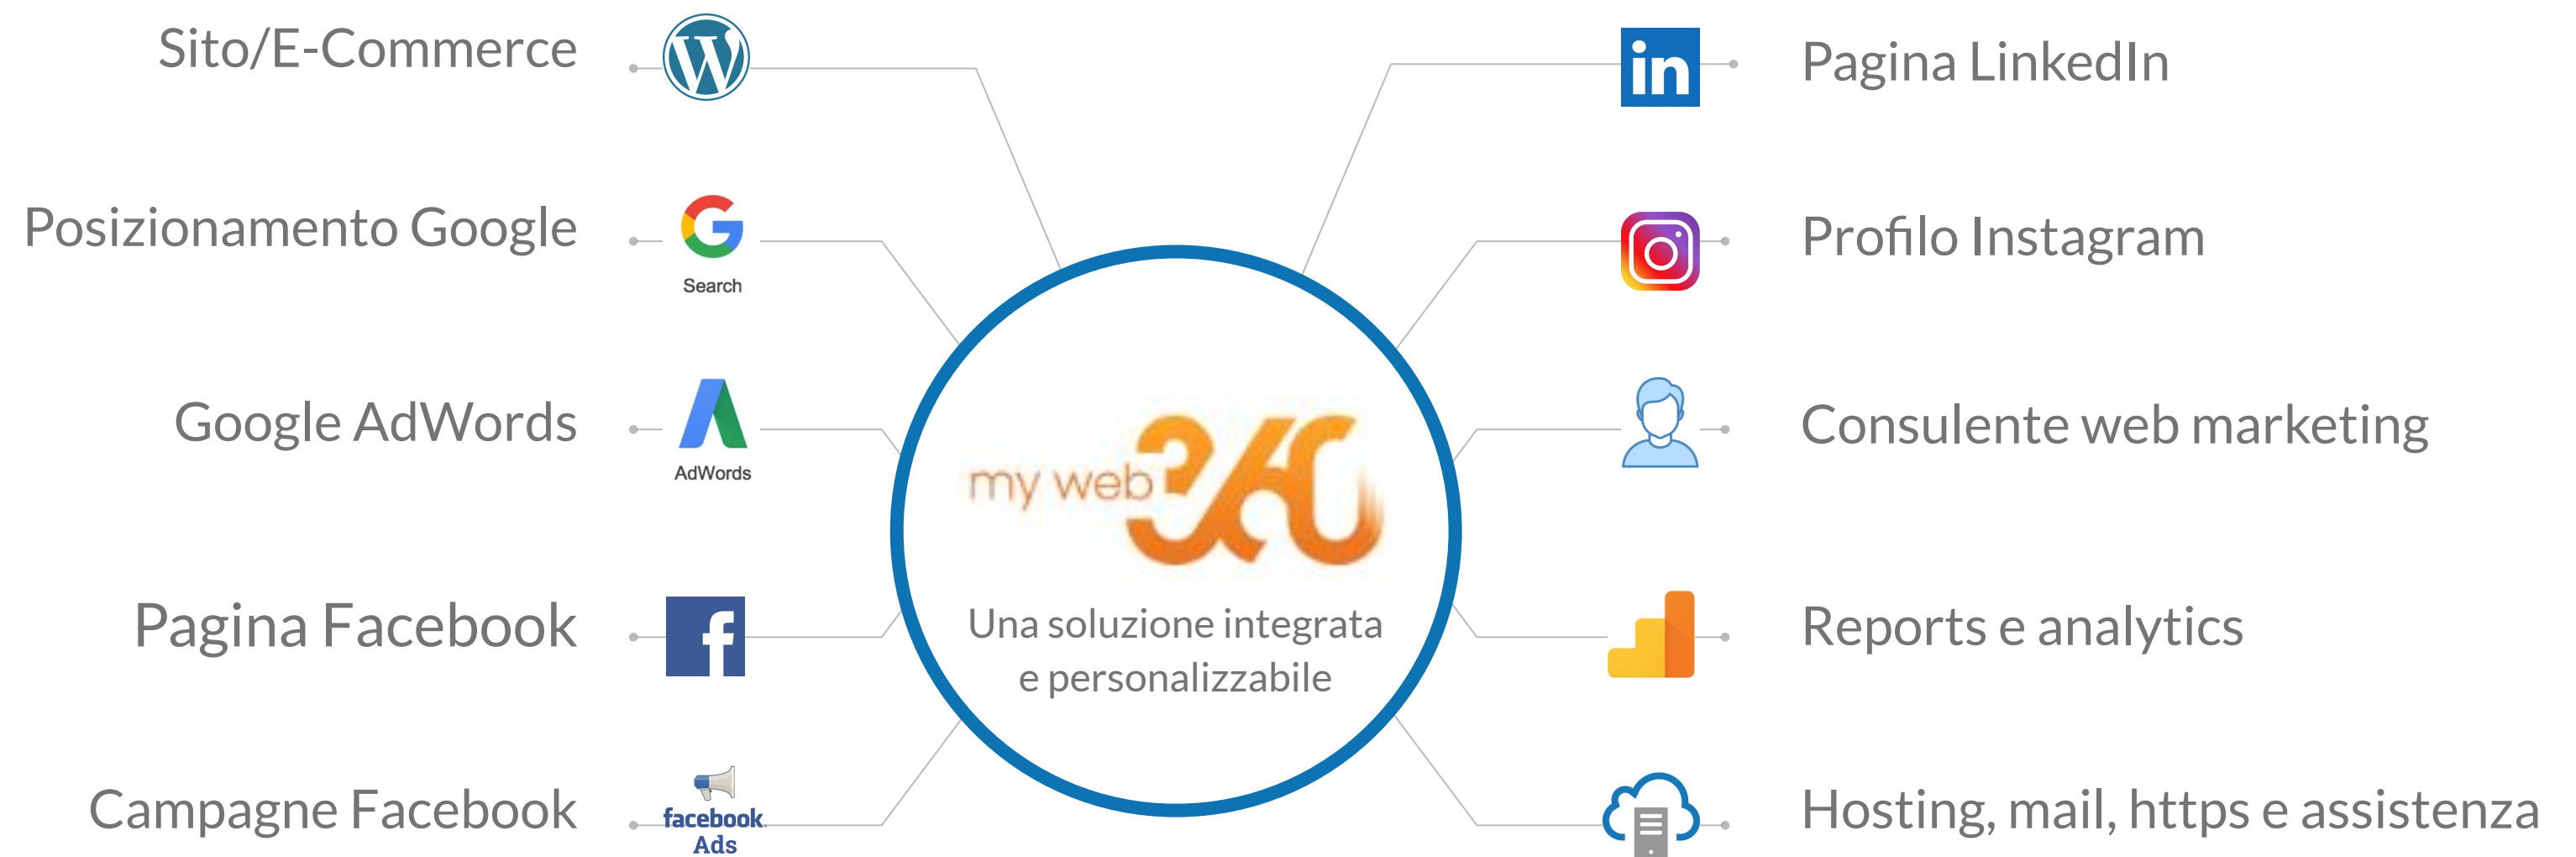 Sito/E-Commerce
Posizionamento Google
Search
Google AdWords
AdWords
Pagina Facebook
Campagne Facebook
facebook
Ads
my web 360
Una soluzione integrata
e personalizzabile
Pagina LinkedIn
in
Profilo Instagram
Consulente web marketing
Reports e analytics
Hosting, mail, https e assistenza